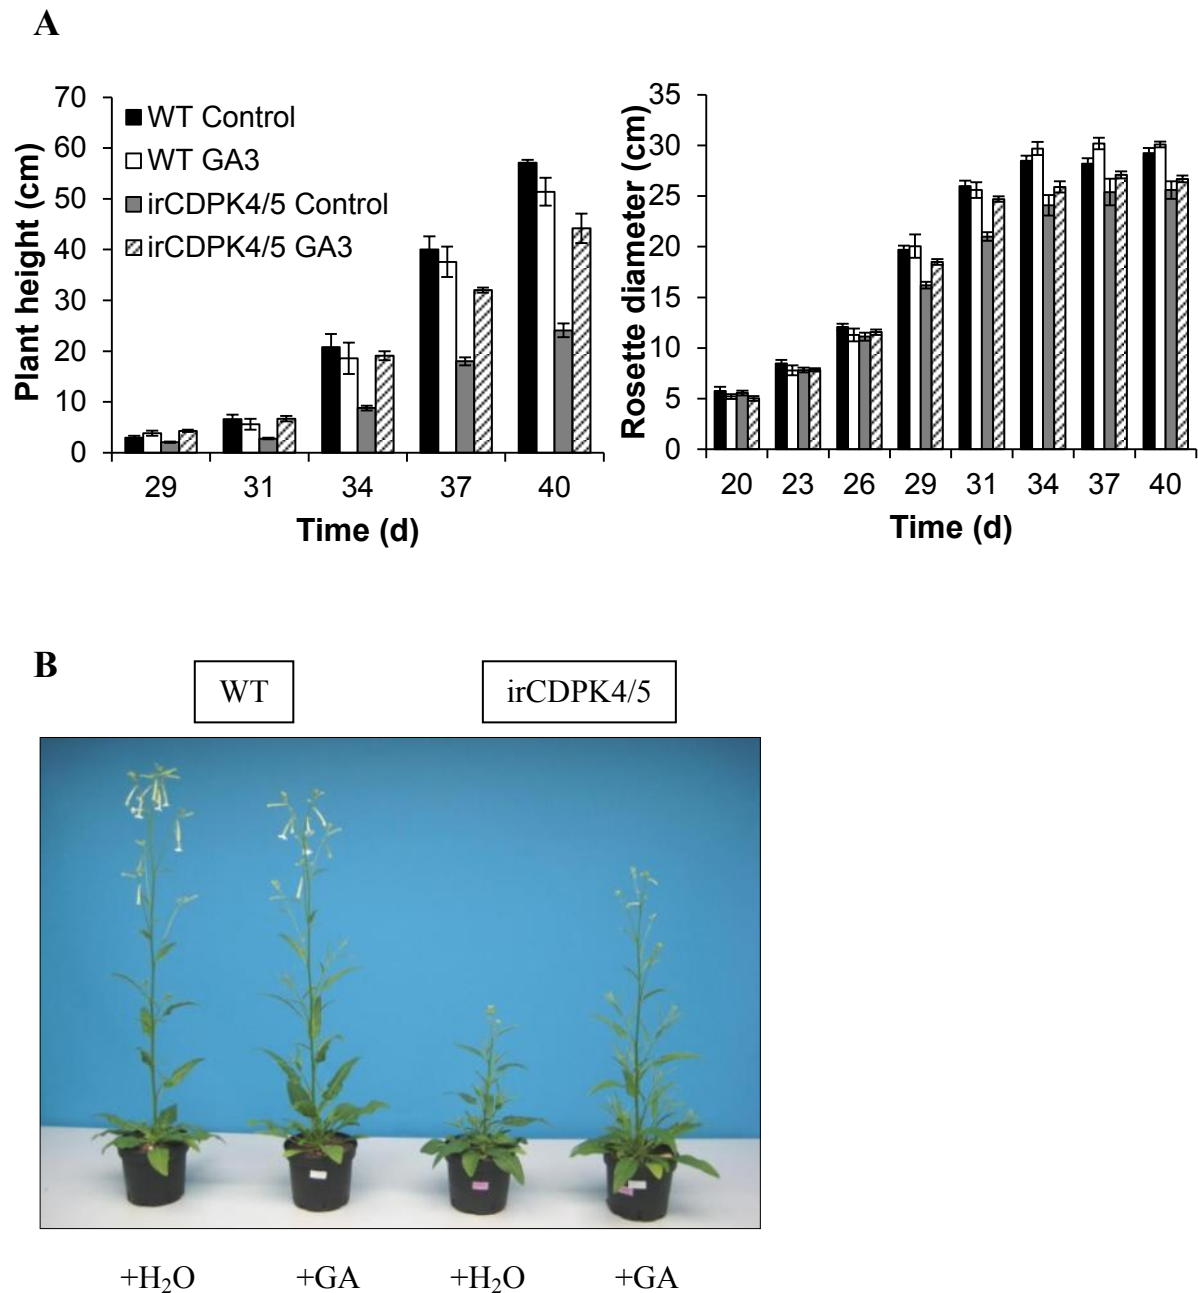 A
Plant height (cm)
70
60
50
40
30
20
10
0
WT Control
WT GA3
irCDPK4/5 Control
irCDPK4/5 GA3
29 31 34 37 40
Time (d)
Rosette diameter (cm)
35
30
25
20
15
10
5
0
20 23 26 29 31 34 37 40
Time (d)
B
WT irCDPK4/5
+H₂O +GA +H₂O +GA